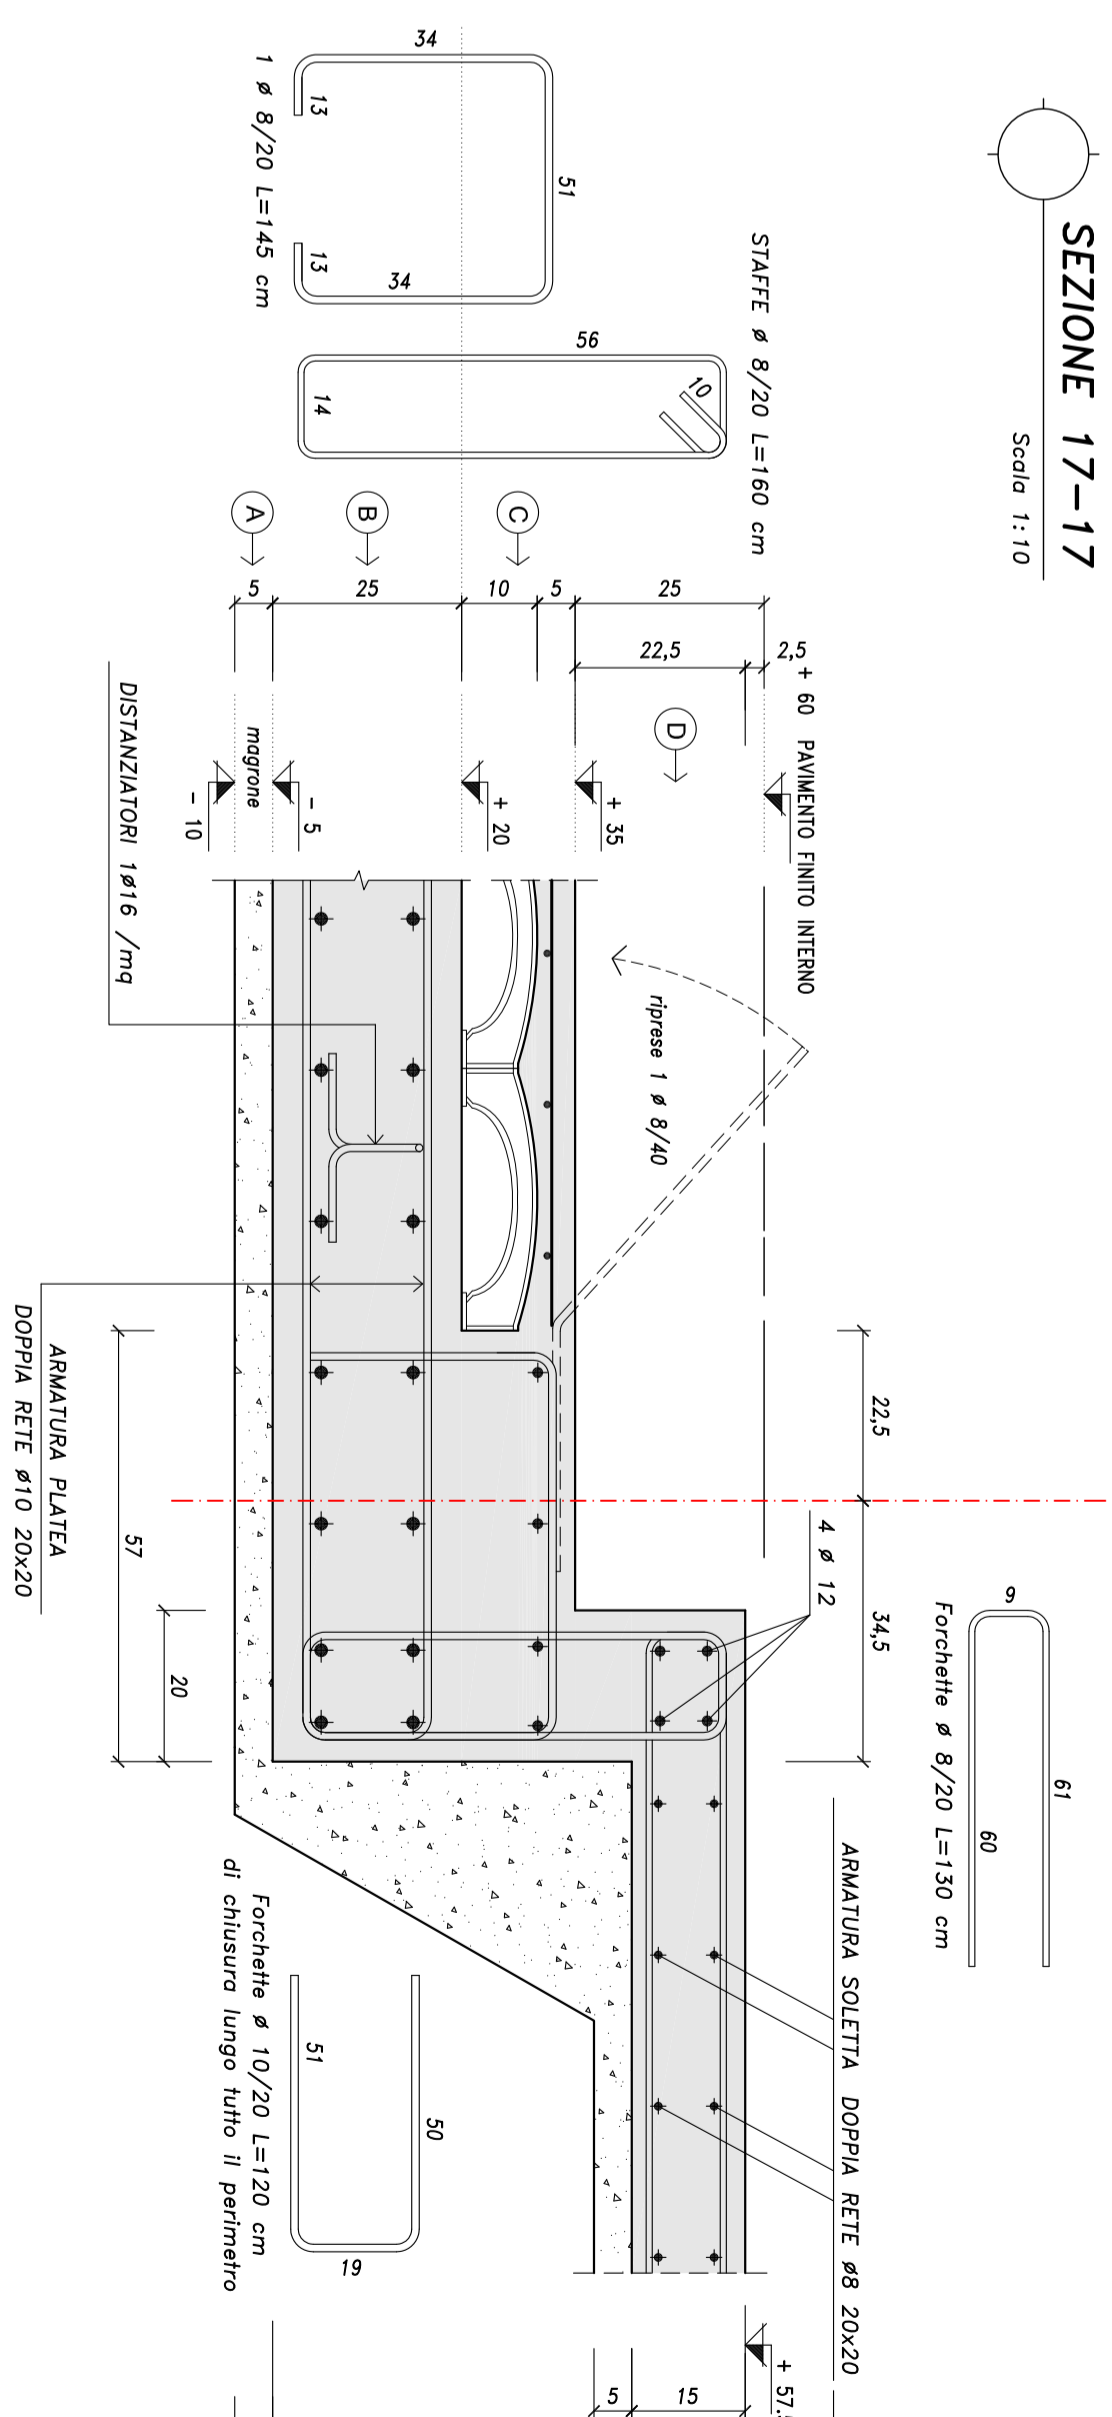 SEZIONE 17-17
Scala 1:10
STAFFE ø 8/20 L=160 cm
56
10
14
51
34
34
13
13
1 ø 8/20 L=145 cm
A
B
C
D
5
25
10
5
25
22,5
2,5
+ 60 PAVIMENTO FINITO INTERNO
+ 35
+ 20
- 5
- 10
magrone
riprese 1 ø 8/40
DISTANZIATORI 1ø16 /mq
ARMATURA PLATEA
DOPPIA RETE ø10 20x20
22,5
34,5
57
20
4 ø 12
9
61
60
Forchette ø 8/20 L=130 cm
ARMATURA SOLETTA DOPPIA RETE ø8 20x20
51
50
19
Forchette ø 10/20 L=120 cm
di chiusura lungo tutto il perimetro
5
15